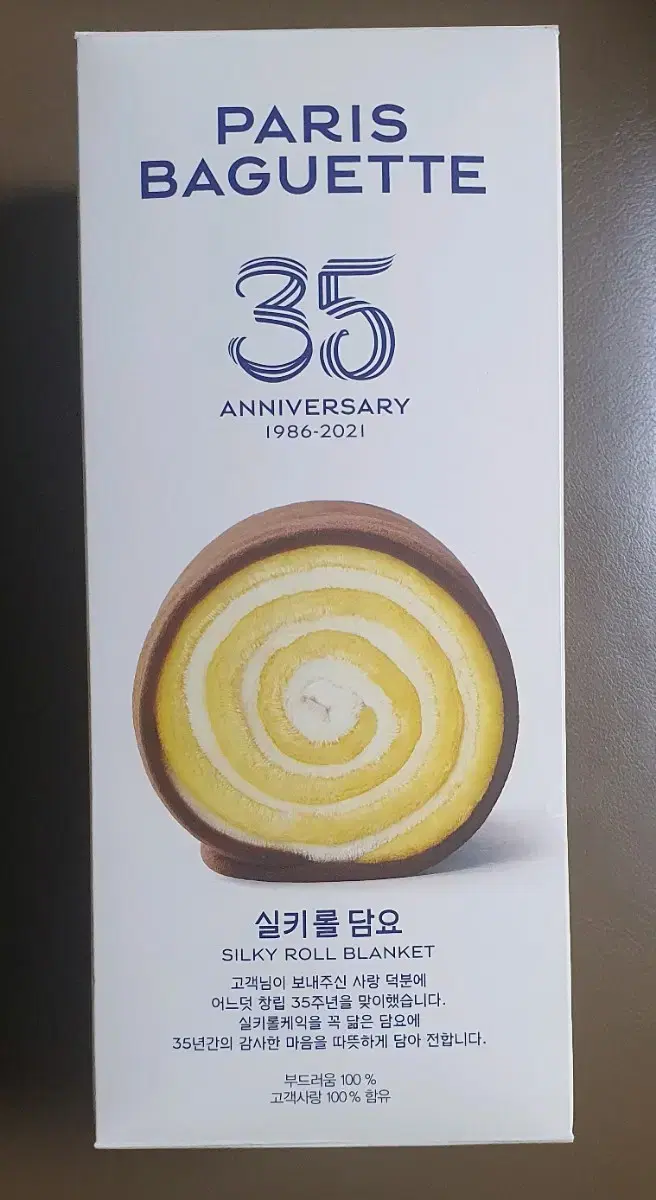 PARIS
BAGUETTE
35
ANNIVERSARY
1986-2021
실키롤 담요
SILKY ROLL BLANKET
고객님이 보내주신 사랑 덕분에
어느덧 창립 35주년을 맞이했습니다.
실키롤케익을 꼭 닮은 담요에
35년간의 감사한 마음을 따뜻하게 담아 전합니다.
부드러움 100 %
고객사랑 100% 함유